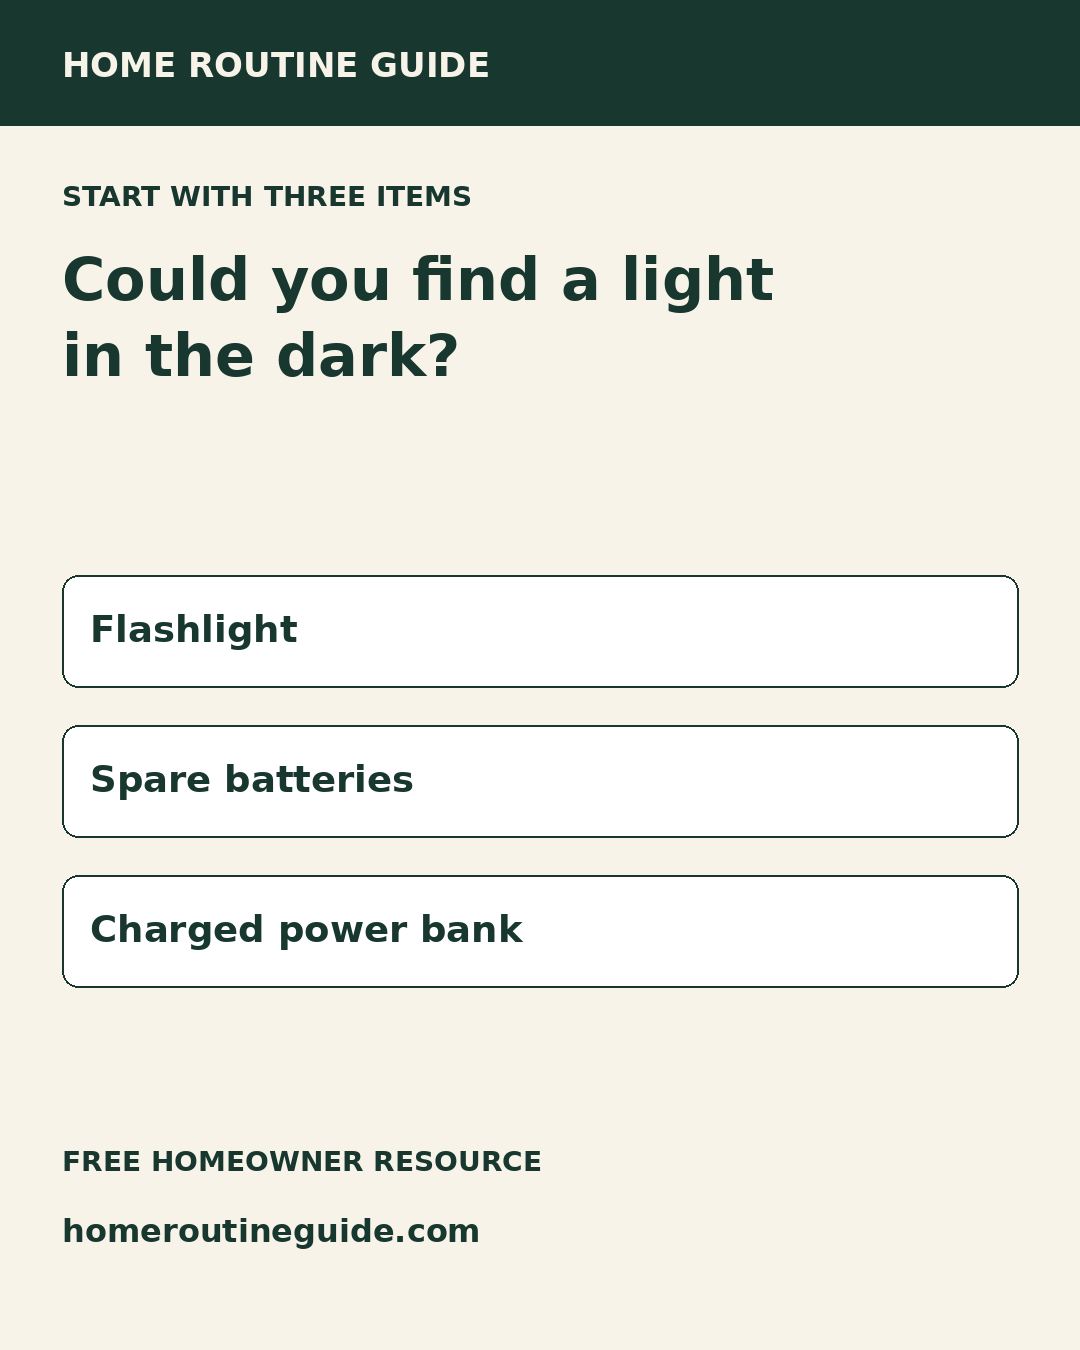 HOME ROUTINE GUIDE
START WITH THREE ITEMS
Could you find a light
in the dark?
Flashlight
Spare batteries
Charged power bank
FREE HOMEOWNER RESOURCE
homeroutineguide.com